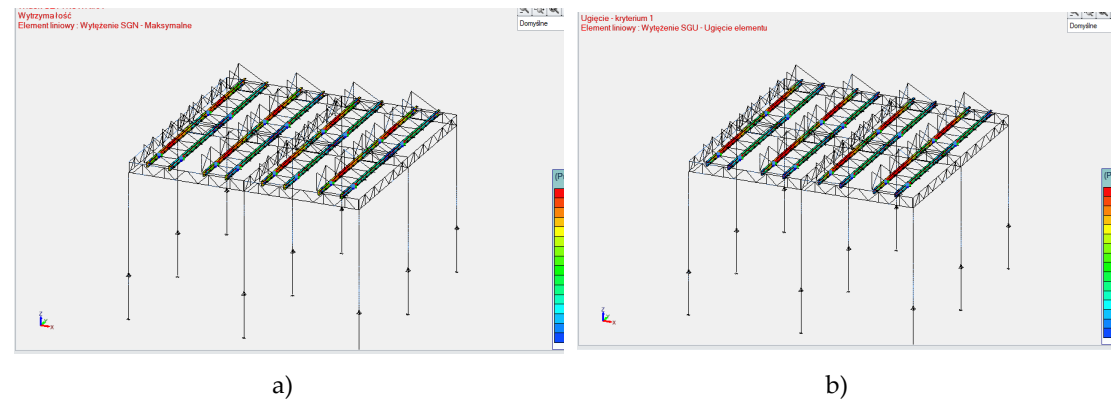 Wytrzymałość
Element liniowy : Wytężenie SGN - Maksymalne
Domyślne
Ugięcie - kryterium 1
Element liniowy : Wytężenie SGU - Ugięcie elementu
Domyślne
Z
X
Z
X
a)
b)